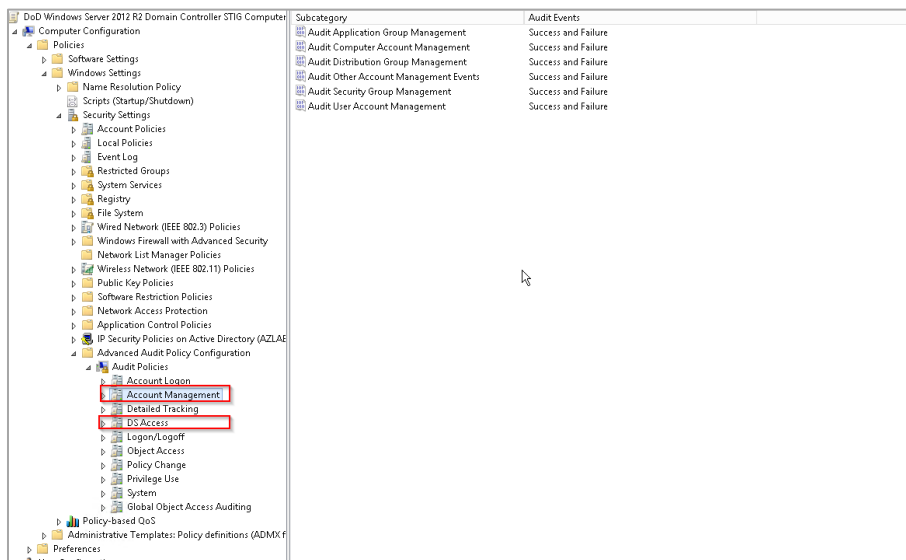 DoD Windows Server 2012 R2 Domain Controller STIG Computer
Computer Configuration
Policies
Software Settings
Windows Settings
Name Resolution Policy
Scripts (Startup/Shutdown)
Security Settings
Account Policies
Local Policies
Event Log
Restricted Groups
System Services
Registry
File System
Wired Network (IEEE 802.3) Policies
Windows Firewall with Advanced Security
Network List Manager Policies
Wireless Network (IEEE 802.11) Policies
Public Key Policies
Software Restriction Policies
Network Access Protection
Application Control Policies
IP Security Policies on Active Directory (AZLAB
Advanced Audit Policy Configuration
Audit Policies
Account Logon
Account Management
Detailed Tracking
DS Access
Logon/Logoff
Object Access
Policy Change
Privilege Use
System
Global Object Access Auditing
Policy-based QoS
Administrative Templates: Policy definitions (ADMX f
Preferences
Subcategory Audit Events
Audit Application Group Management Success and Failure
Audit Computer Account Management Success and Failure
Audit Distribution Group Management Success and Failure
Audit Other Account Management Events Success and Failure
Audit Security Group Management Success and Failure
Audit User Account Management Success and Failure